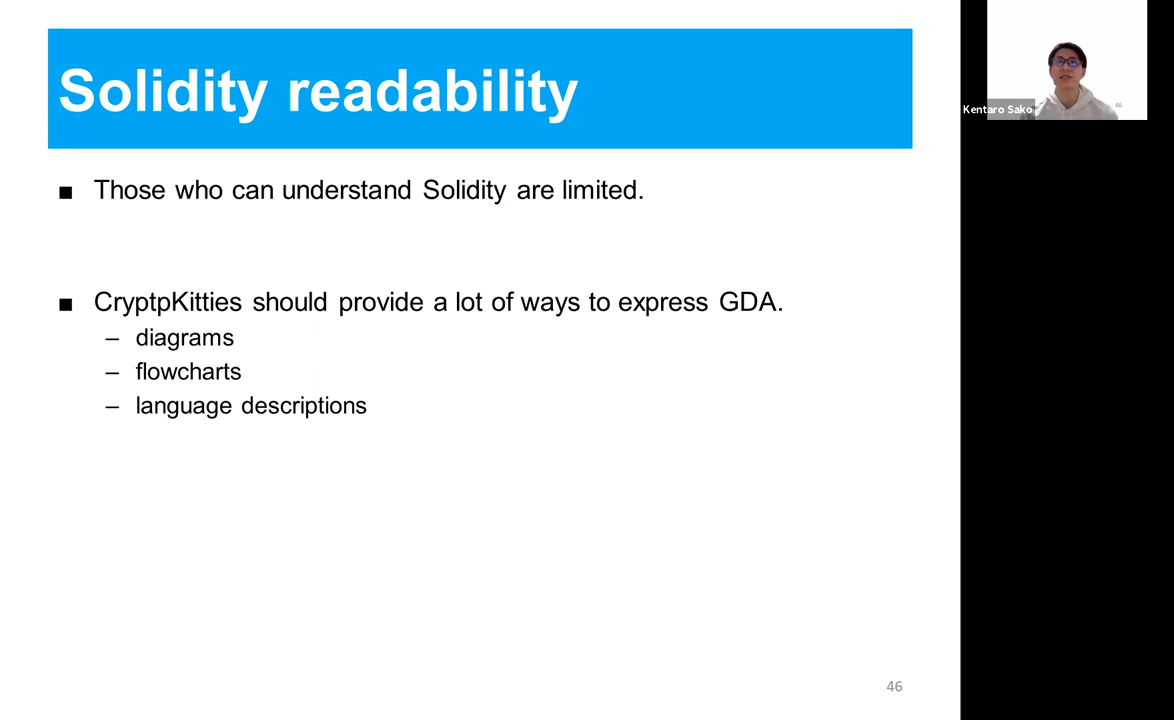 Solidity readability
■ Those who can understand Solidity are limited.
■ CryptpKitties should provide a lot of ways to express GDA.
– diagrams
– flowcharts
– language descriptions
46
Kentaro Sako
46